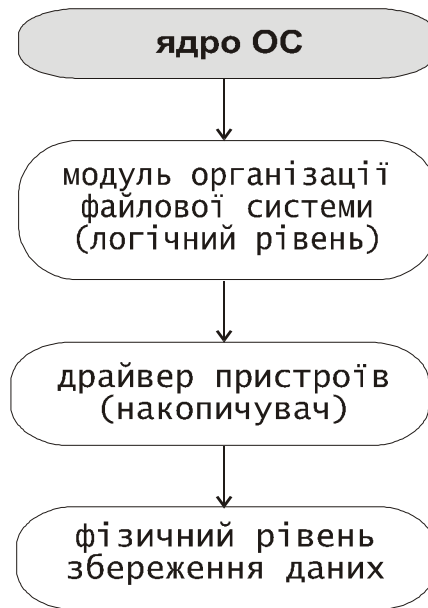 ядро ОС
модуль організації
файлової системи
(логічний рівень)
драйвер пристроїв
(накопичувач)
фізичний рівень
збереження даних